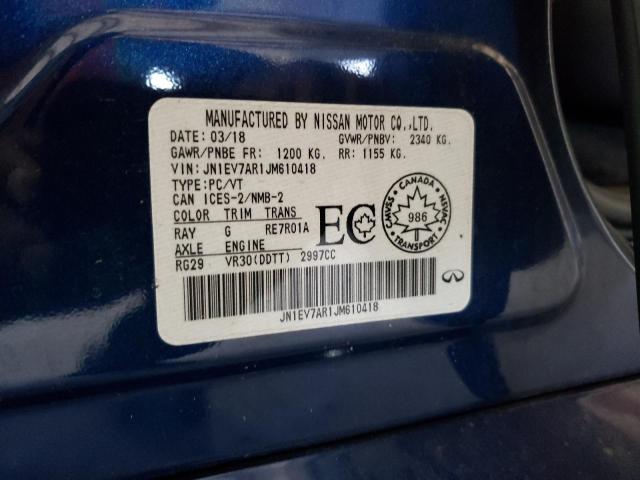 MANUFACTURED BY NISSAN MOTOR CO.,LTD.
DATE: 03/18 GVWR/PNBV: 2340 KG.
GAWR/PNBE FR: 1200 KG. RR: 1155 KG.
VIN: JN1EV7AR1JM610418
TYPE:PC/VT
CAN ICES-2/NMB-2
COLOR TRIM TRANS
RAY G RE7R01A
AXLE ENGINE
RG29 VR30(DDTT) 2997CC
EC
CMVSS NSVAC
986
TRANSPORT
JN1EV7AR1JM610418